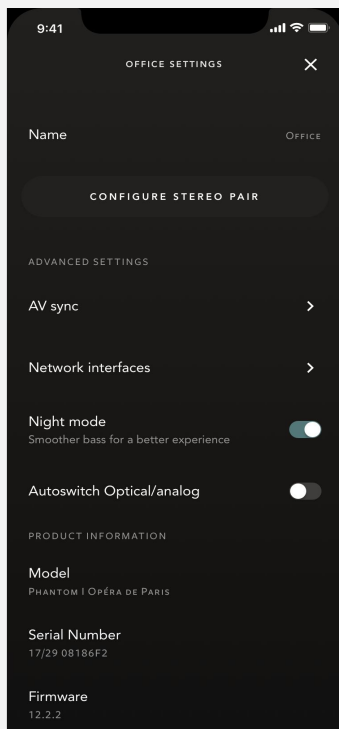 9:41
OFFICE SETTINGS
Name
OFFICE
CONFIGURE STEREO PAIR
ADVANCED SETTINGS
AV sync
Network interfaces
Night mode
Smoother bass for a better experience
Autoswitch Optical/analog
PRODUCT INFORMATION
Model
PHANTOM I OPÉRA DE PARIS
Serial Number
17/29 08186F2
Firmware
12.2.2